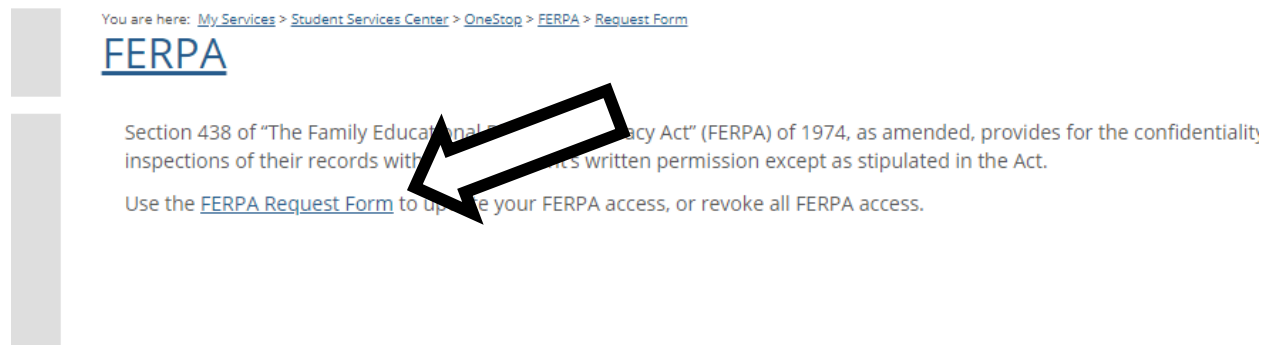 You are here: My Services > Student Services Center > OneStop > FERPA > Request Form
FERPA
Section 438 of “The Family Educational acy Act” (FERPA) of 1974, as amended, provides for the confidentiality
inspections of their records with written permission except as stipulated in the Act.
Use the FERPA Request Form to your FERPA access, or revoke all FERPA access.